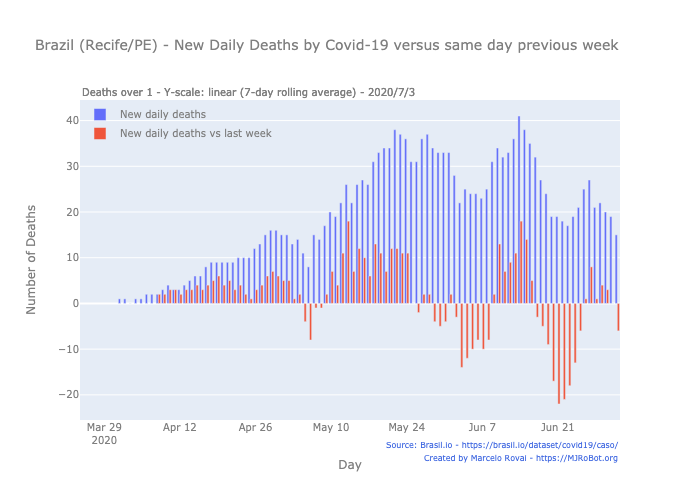 Brazil (Recife/PE) - New Daily Deaths by Covid-19 versus same day previous week
Deaths over 1 - Y-scale: linear (7-day rolling average) - 2020/7/3
New daily deaths
New daily deaths vs last week
Number of Deaths
40
30
20
10
0
−10
−20
Mar 29 Apr 12 Apr 26 May 10 May 24 Jun 7 Jun 21
2020
Day
Source: Brasil.io - https://brasil.io/dataset/covid19/caso/
Created by Marcelo Rovai - https://MJRoBot.org